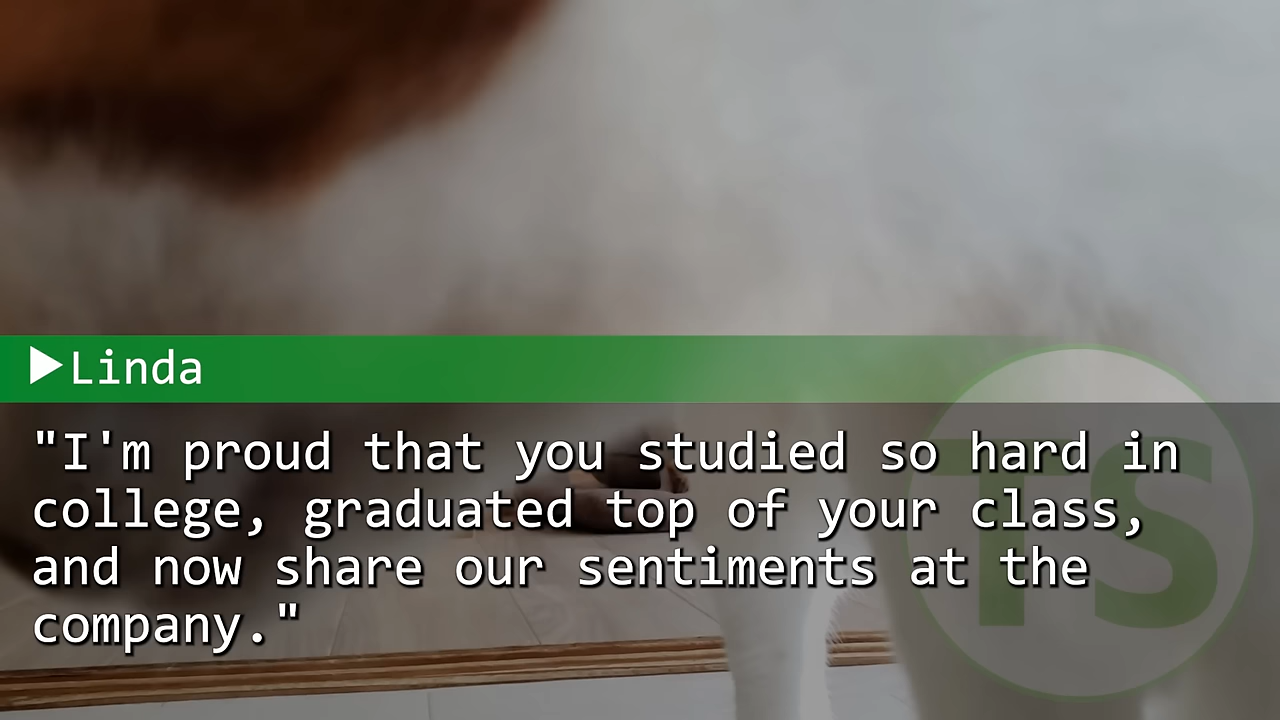 ▶Linda
"I'm proud that you studied so hard in
college, graduated top of your class,
and now share our sentiments at the
company."
TS